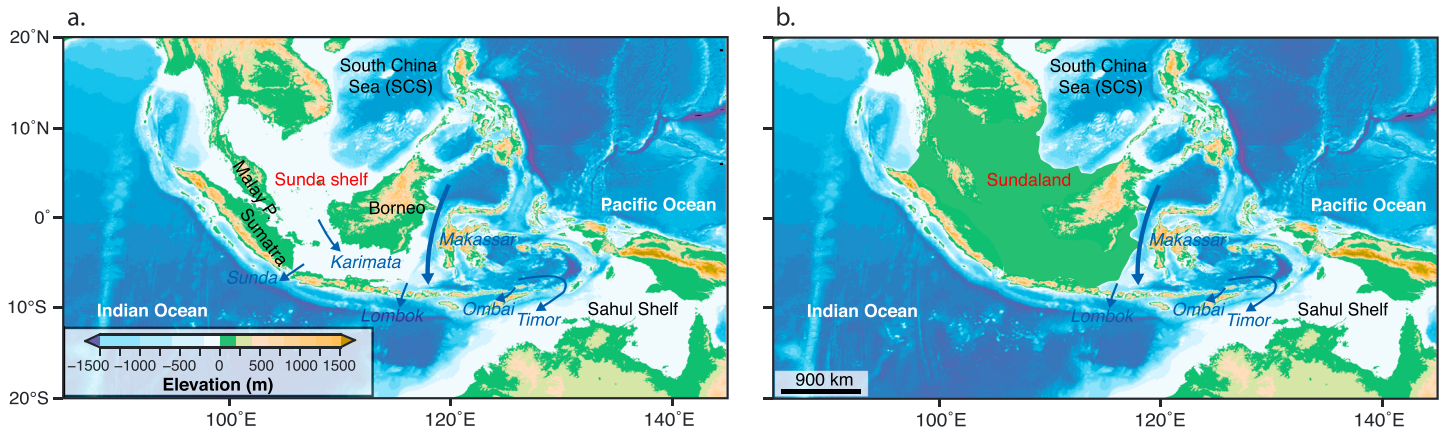 a.
20˚N
10˚N
0˚
10˚S
20˚S
100˚E
120˚E
140˚E
South China
Sea (SCS)
Malay P.
Sunda shelf
Sumatra
Borneo
Pacific Ocean
Makassar
Karimata
Sunda
Indian Ocean
Lombok
Ombai
Timor
Sahul Shelf
−1500 −1000 −500 0 500 1000 1500
Elevation (m)
b.
South China
Sea (SCS)
Sundaland
Pacific Ocean
Makassar
Indian Ocean
Lombok
Ombai
Timor
Sahul Shelf
900 km
100˚E
120˚E
140˚E